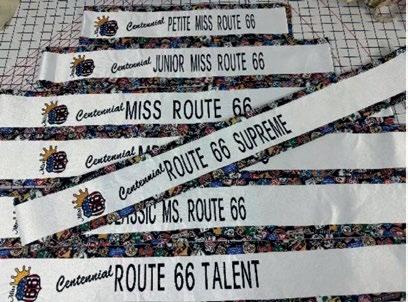 Centennial PETITE MISS ROUTE 66
Centennial JUNIOR MISS ROUTE 66
Centennial MISS ROUTE 66
Centennial
Centennial ROUTE 66 SUPREME
MS. ROUTE 66
Centennial ROUTE 66 TALENT